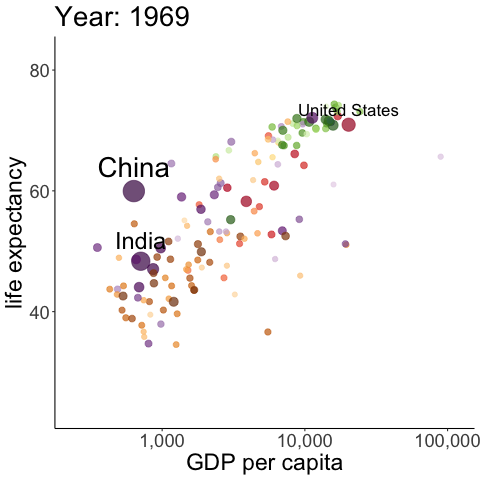 Year: 1969
80
United States
China
60
India
40
life expectancy
1,000
10,000
100,000
GDP per capita